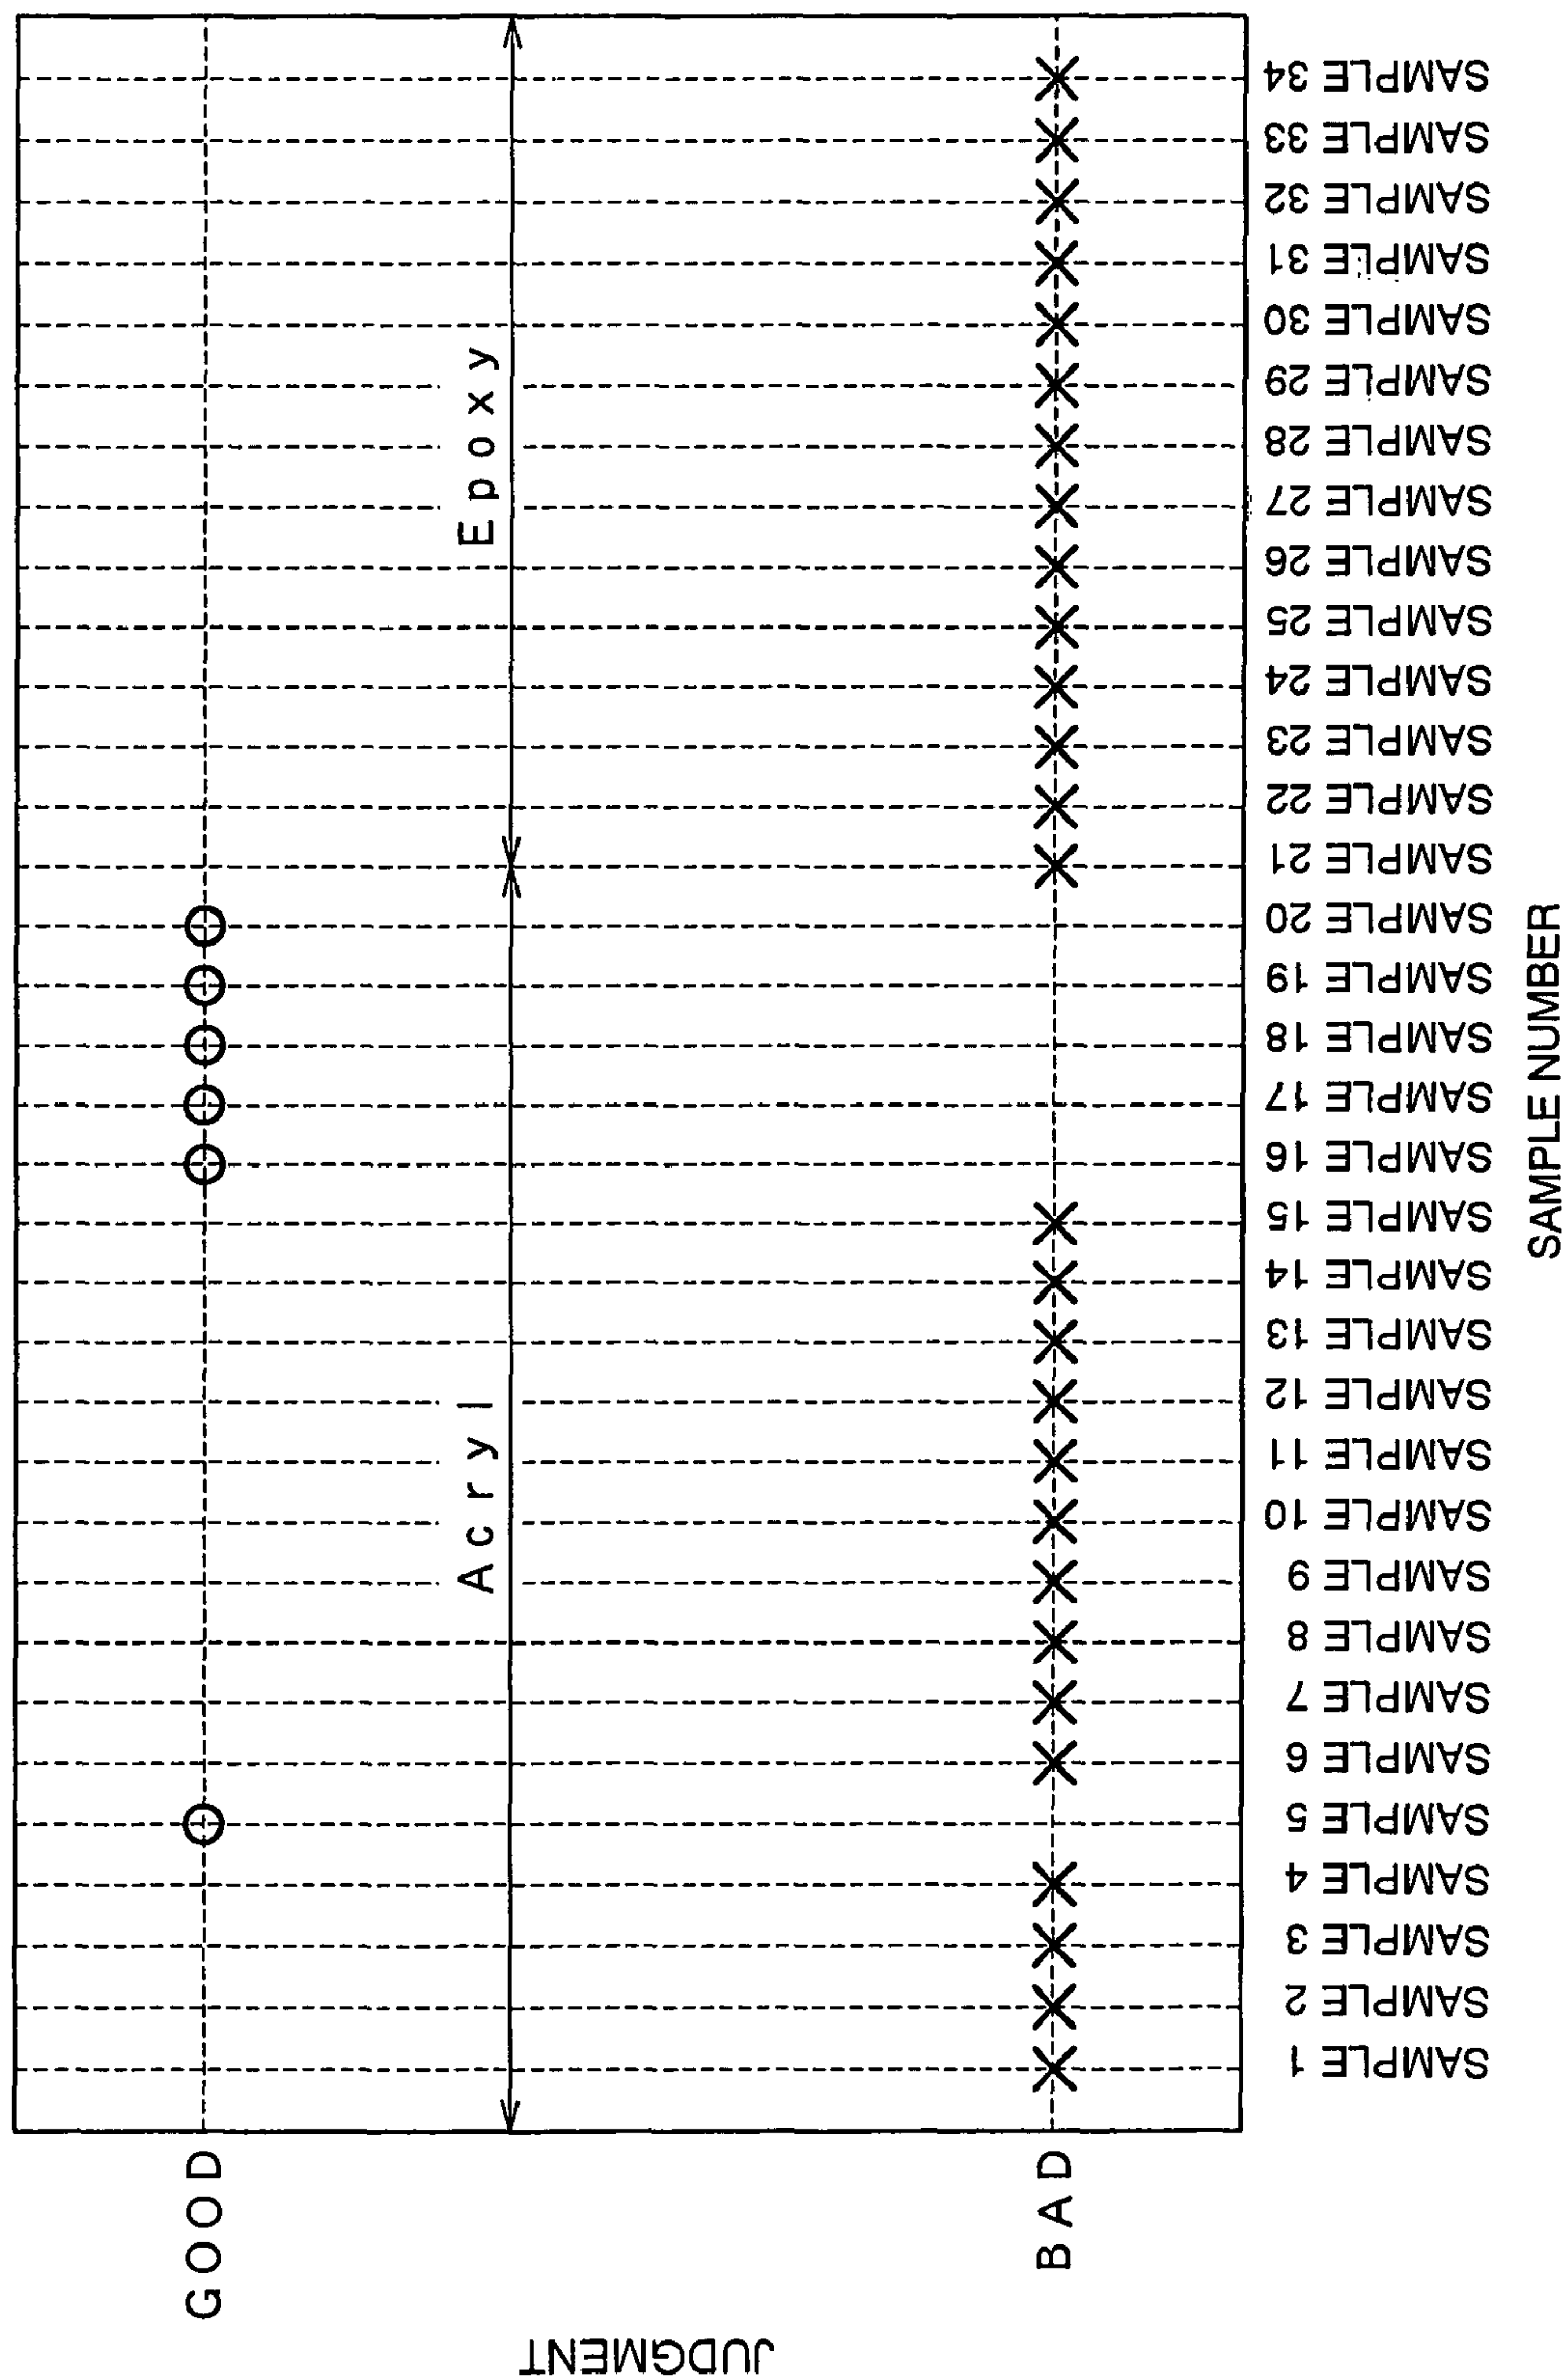 JUDGMENT
GOOD
BAD
Acryl
Epoxy
SAMPLE 1
SAMPLE 2
SAMPLE 3
SAMPLE 4
SAMPLE 5
SAMPLE 6
SAMPLE 7
SAMPLE 8
SAMPLE 9
SAMPLE 10
SAMPLE 11
SAMPLE 12
SAMPLE 13
SAMPLE 14
SAMPLE 15
SAMPLE 16
SAMPLE 17
SAMPLE 18
SAMPLE 19
SAMPLE 20
SAMPLE 21
SAMPLE 22
SAMPLE 23
SAMPLE 24
SAMPLE 25
SAMPLE 26
SAMPLE 27
SAMPLE 28
SAMPLE 29
SAMPLE 30
SAMPLE 31
SAMPLE 32
SAMPLE 33
SAMPLE 34
SAMPLE NUMBER